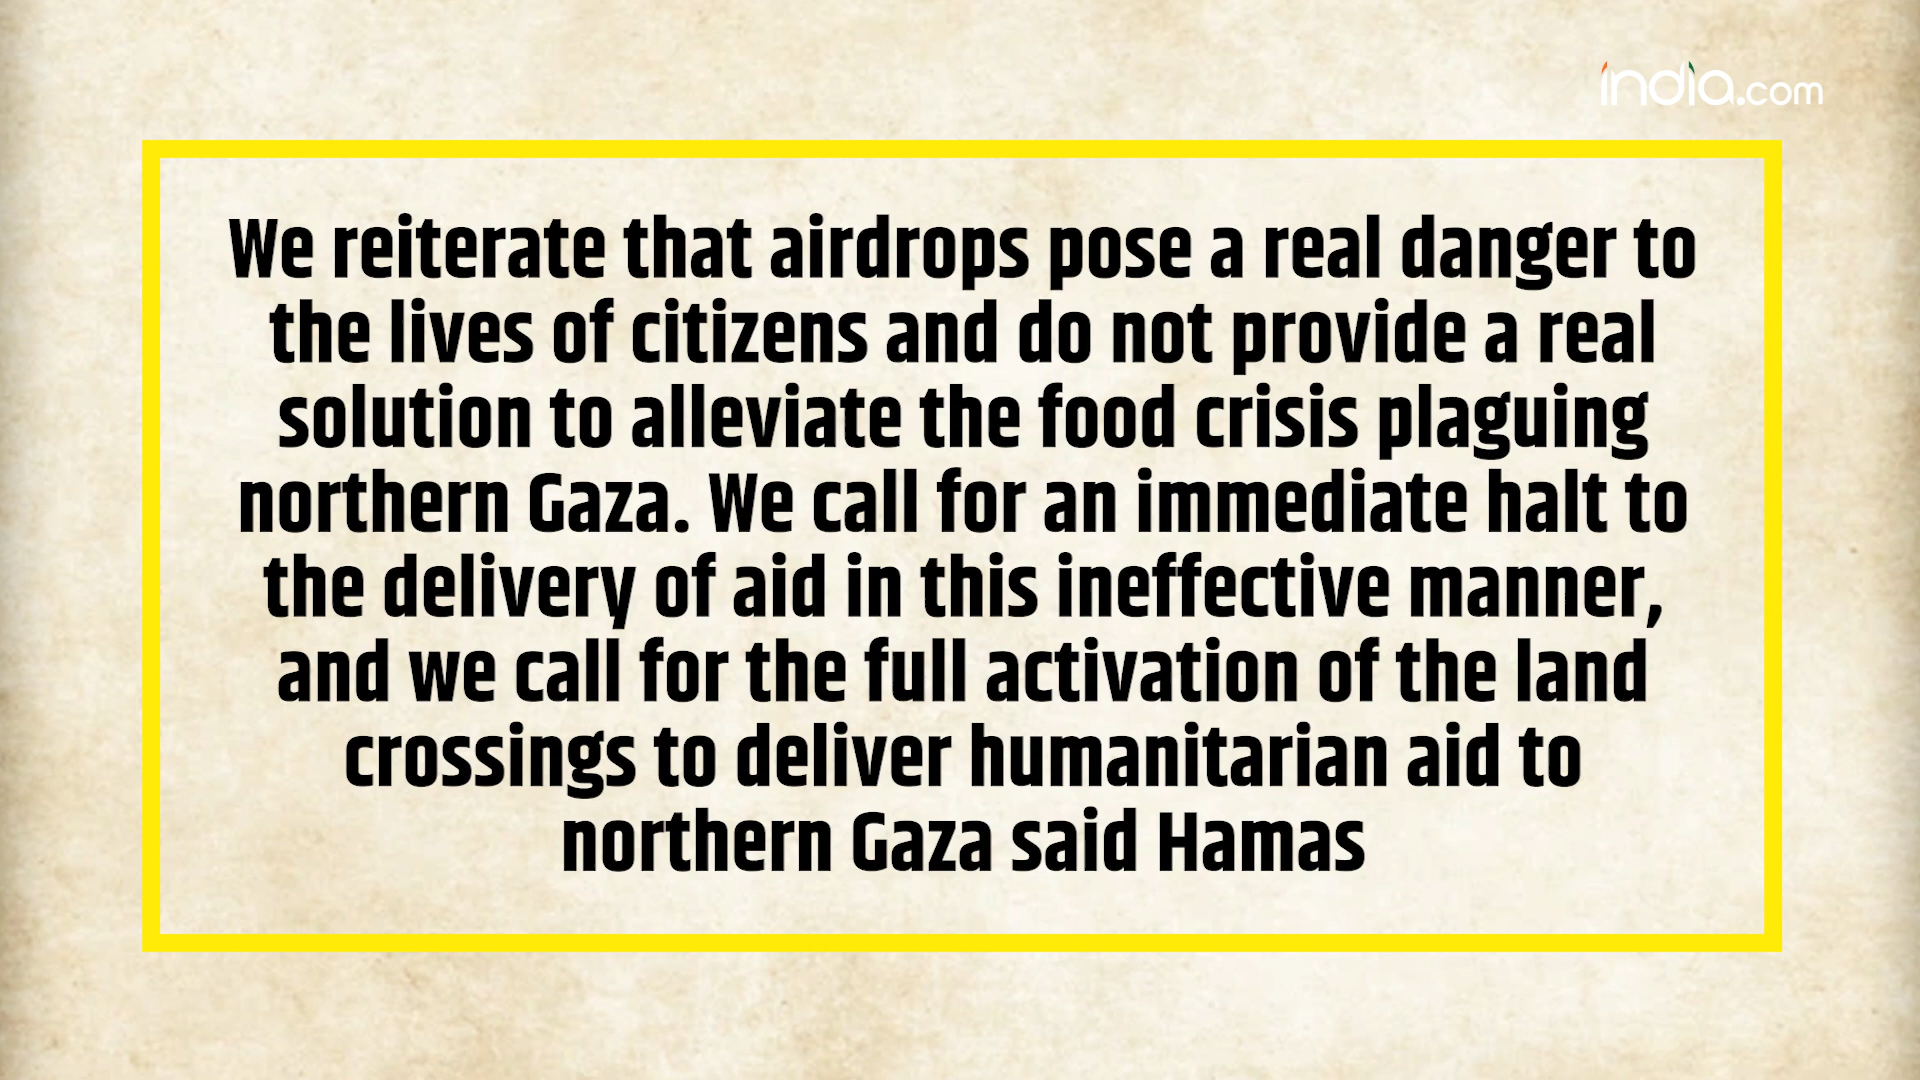 india.com
We reiterate that airdrops pose a real danger to
the lives of citizens and do not provide a real
solution to alleviate the food crisis plaguing
northern Gaza. We call for an immediate halt to
the delivery of aid in this ineffective manner,
and we call for the full activation of the land
crossings to deliver humanitarian aid to
northern Gaza said Hamas